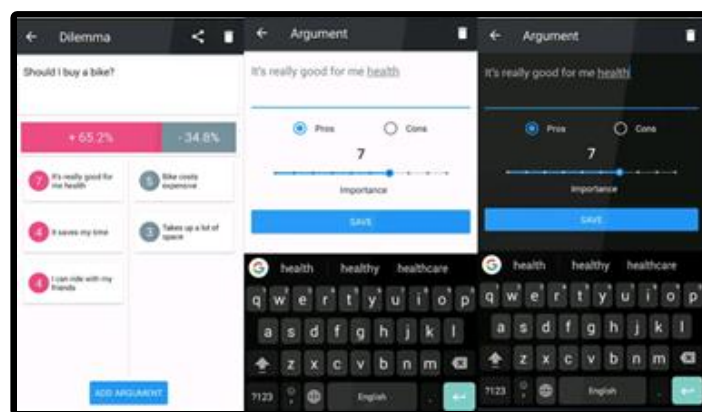 Dilemma
Should I buy a bike?
+ 65.2%
- 34.8%
7 It's really good for me health
5 Bike costs expensive
4 It saves my time
3 Takes up a lot of space
4 I can ride with my friends
ADD ARGUMENT
Argument
It's really good for me health
Pros
Cons
7
Importance
SAVE
health healthy healthcare
q w e r t y u i o p
a s d f g h j k l
z x c v b n m
?123 English .
Argument
It's really good for me health
Pros
Cons
7
Importance
SAVE
health healthy healthcare
q w e r t y u i o p
a s d f g h j k l
z x c v b n m
?123 English .